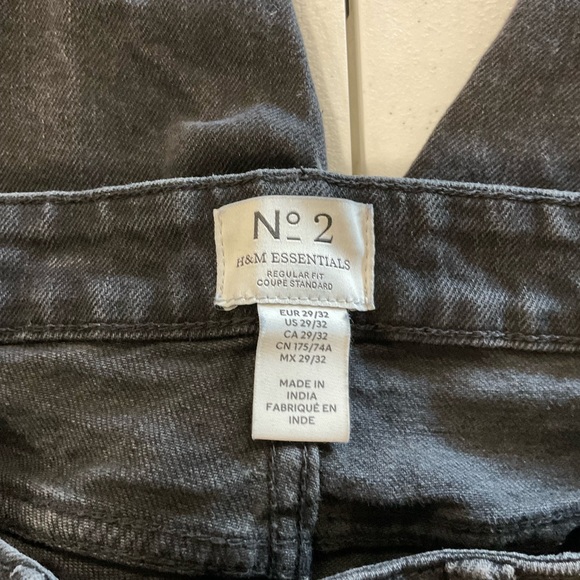 Nº 2
H&M ESSENTIALS
REGULAR FIT
COUPE STANDARD
EUR 29/32
US 29/32
CA 29/32
CN 175/74A
MX 29/32
MADE IN
INDIA
FABRIQUÉ EN
INDE